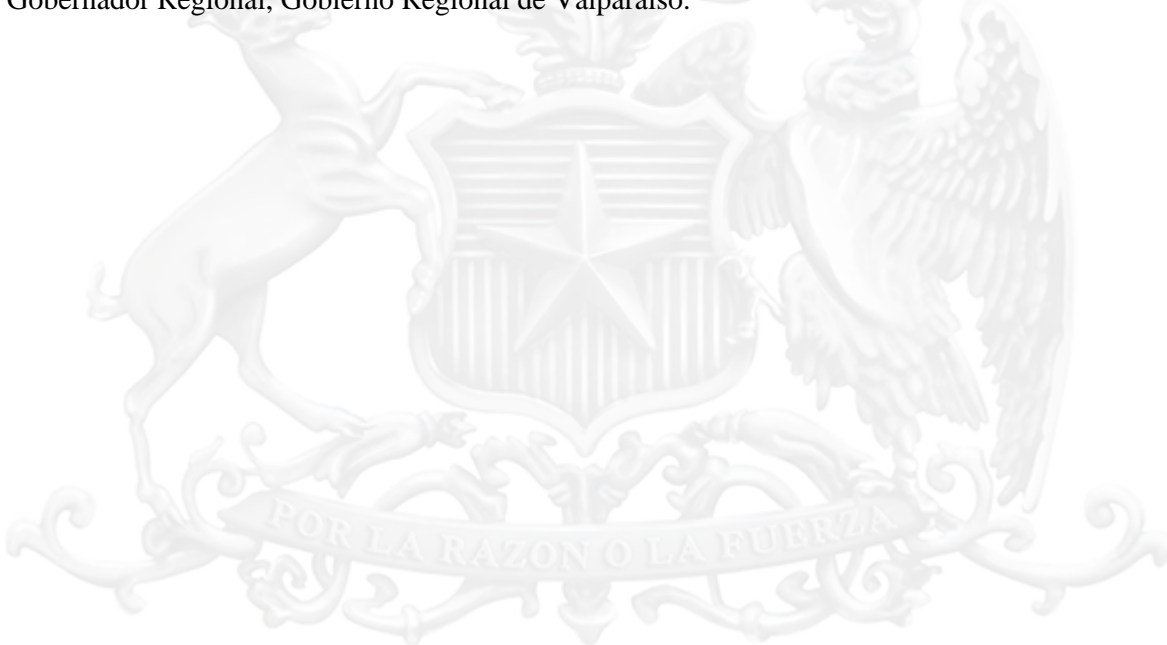 Gobernador Regional, Gobierno Regional de Valparaíso.
POR LA RAZON O LA FUERZA